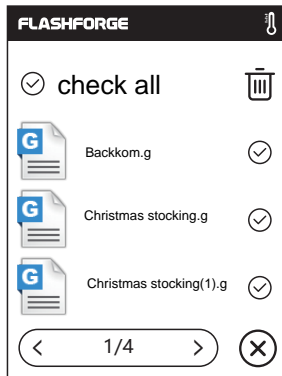 FLASHFORGE
check all
G
Backkom.g
G
Christmas stocking.g
G
Christmas stocking(1).g
1/4